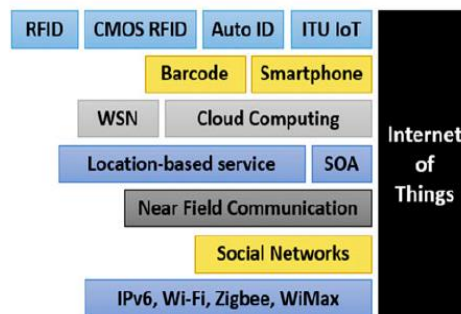 RFID CMOS RFID Auto ID ITU IoT
Barcode Smartphone
WSN Cloud Computing
Location-based service SOA
Near Field Communication
Social Networks
IPv6, Wi-Fi, Zigbee, WiMax
Internet
of
Things